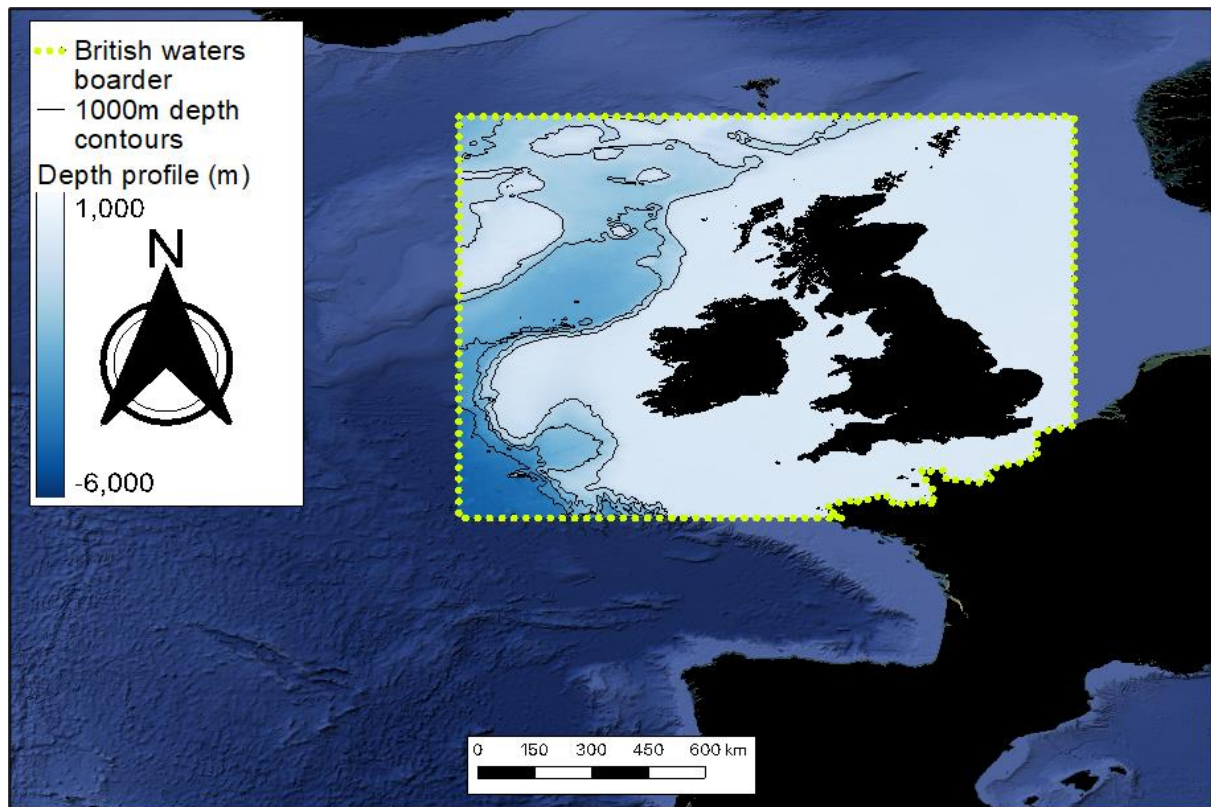 British waters
boarder
1000m depth
contours
Depth profile (m)
1,000
N
-6,000
0 150 300 450 600 km